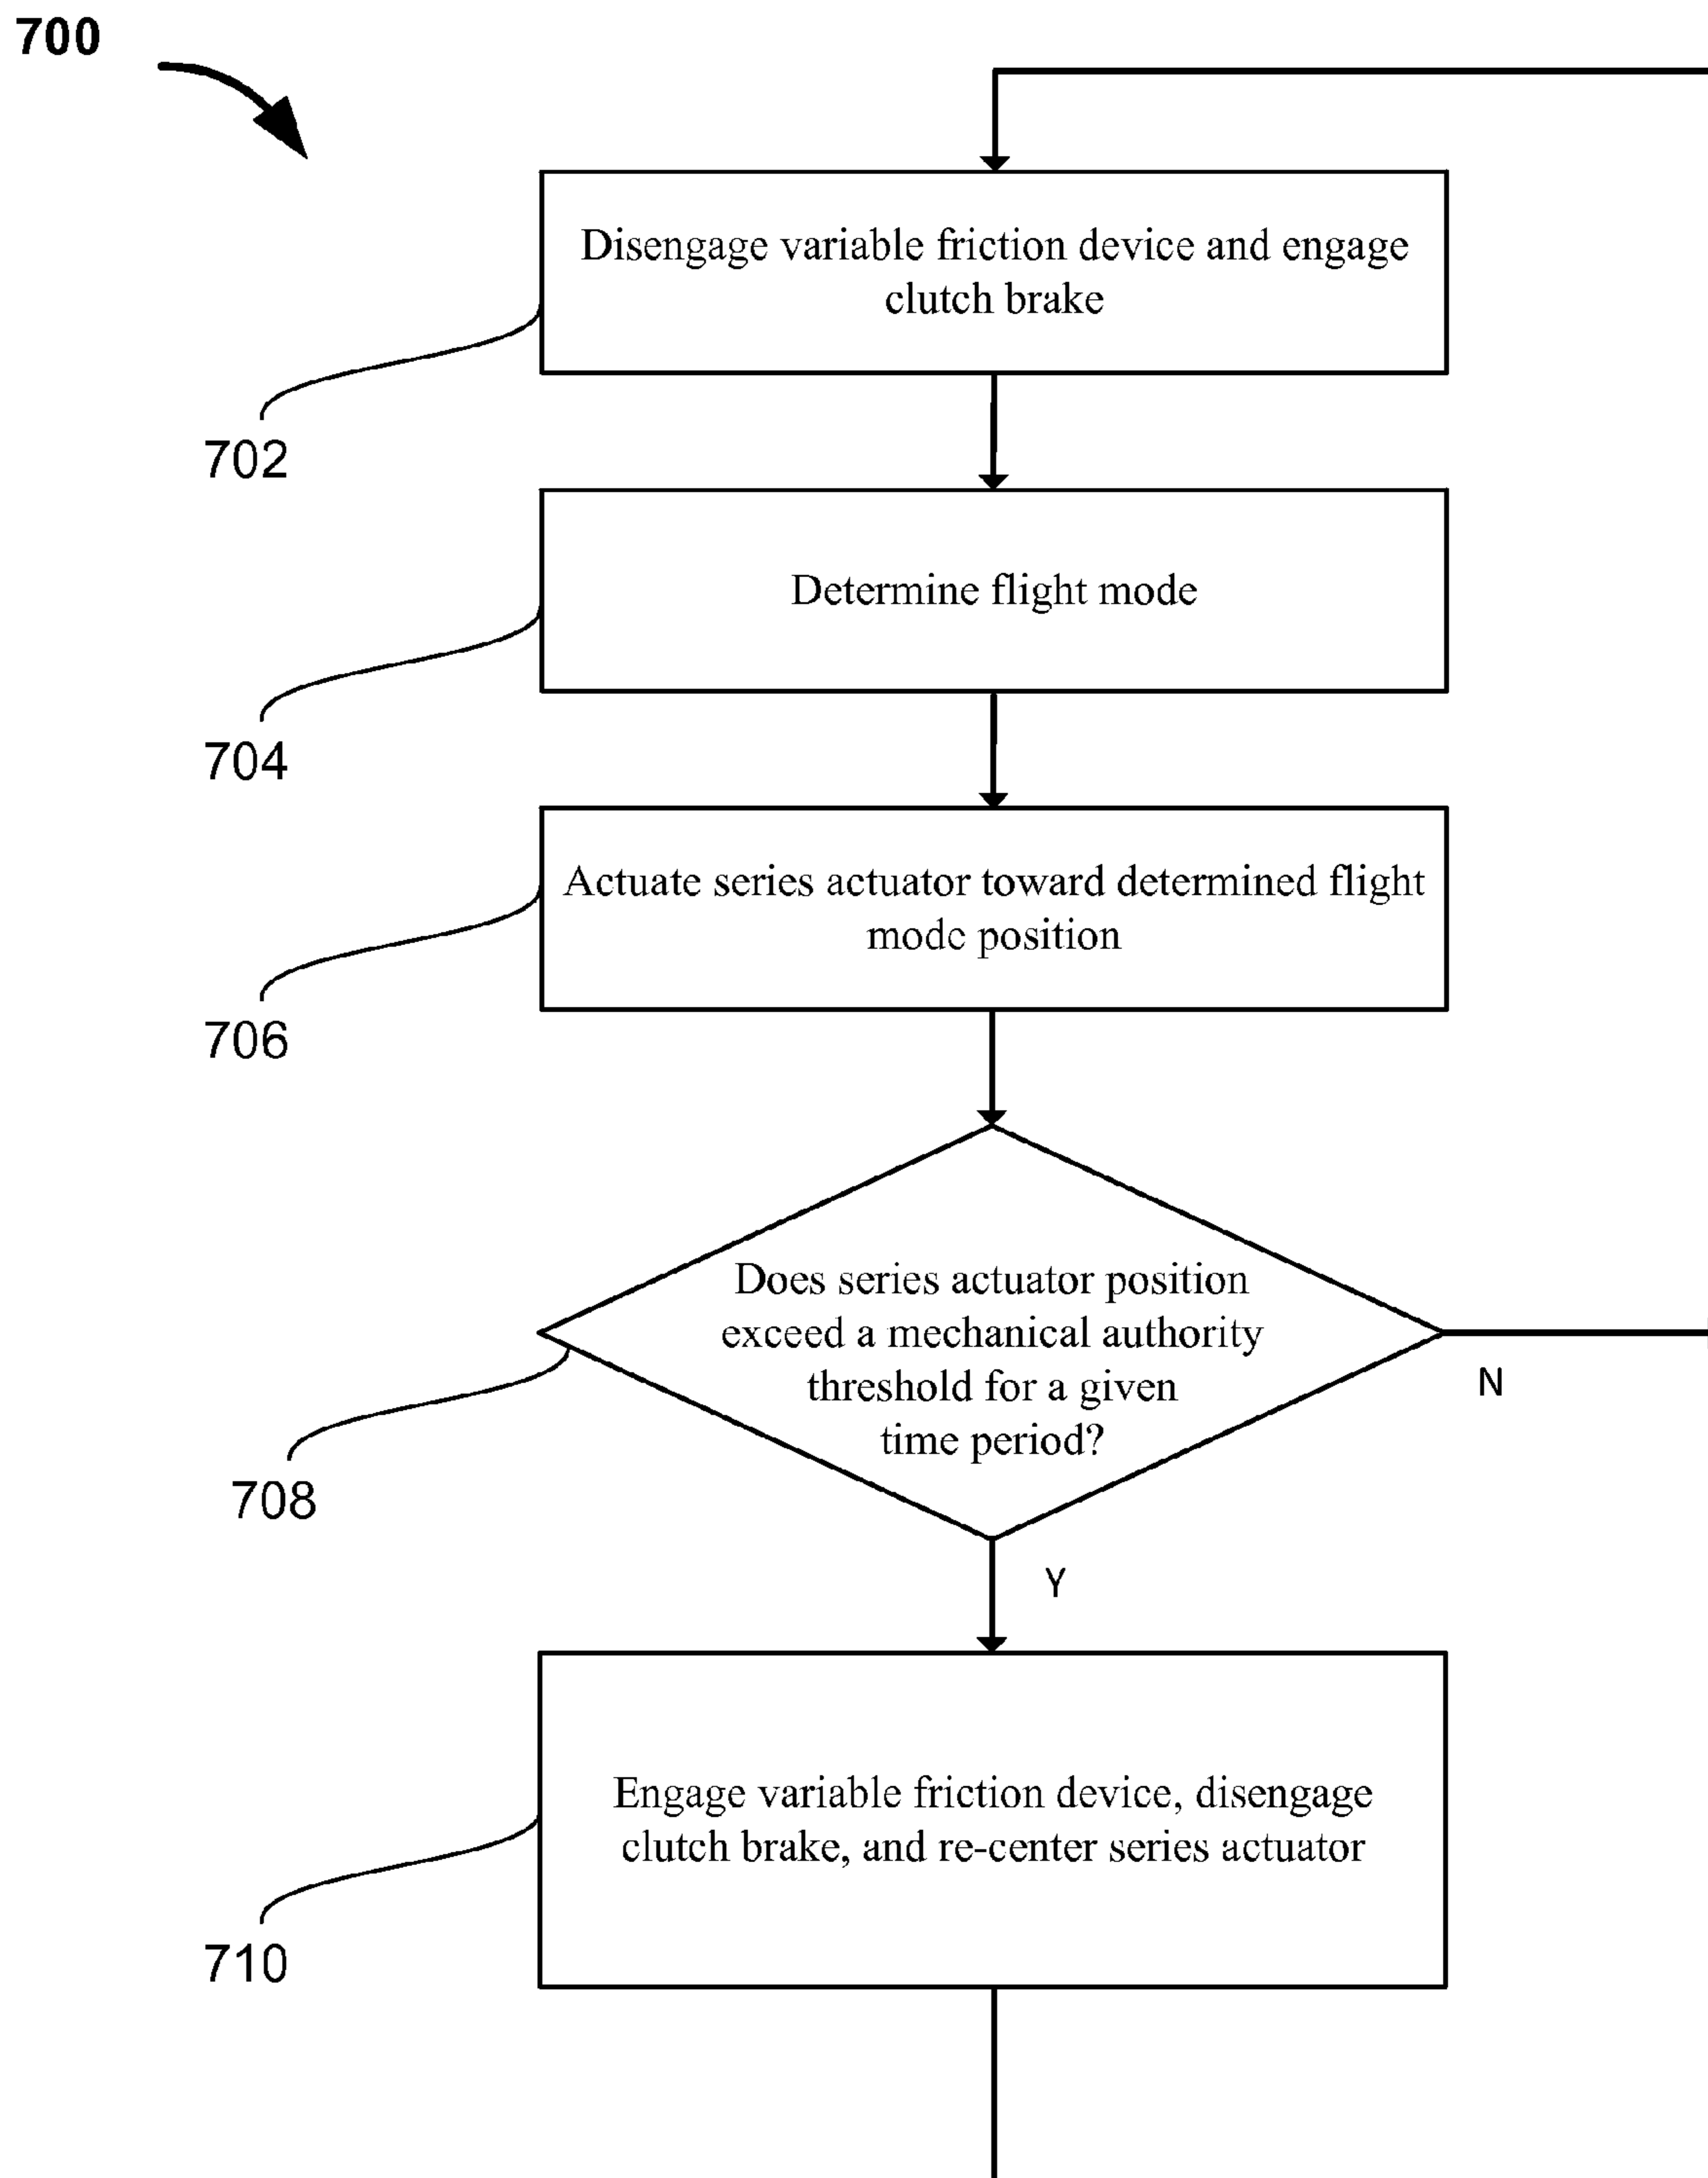 700
Disengage variable friction device and engage
clutch brake
702
Determine flight mode
704
Actuate series actuator toward determined flight
mode position
706
Does series actuator position
exceed a mechanical authority
threshold for a given
time period?
N
708
Y
Engage variable friction device, disengage
clutch brake, and re-center series actuator
710